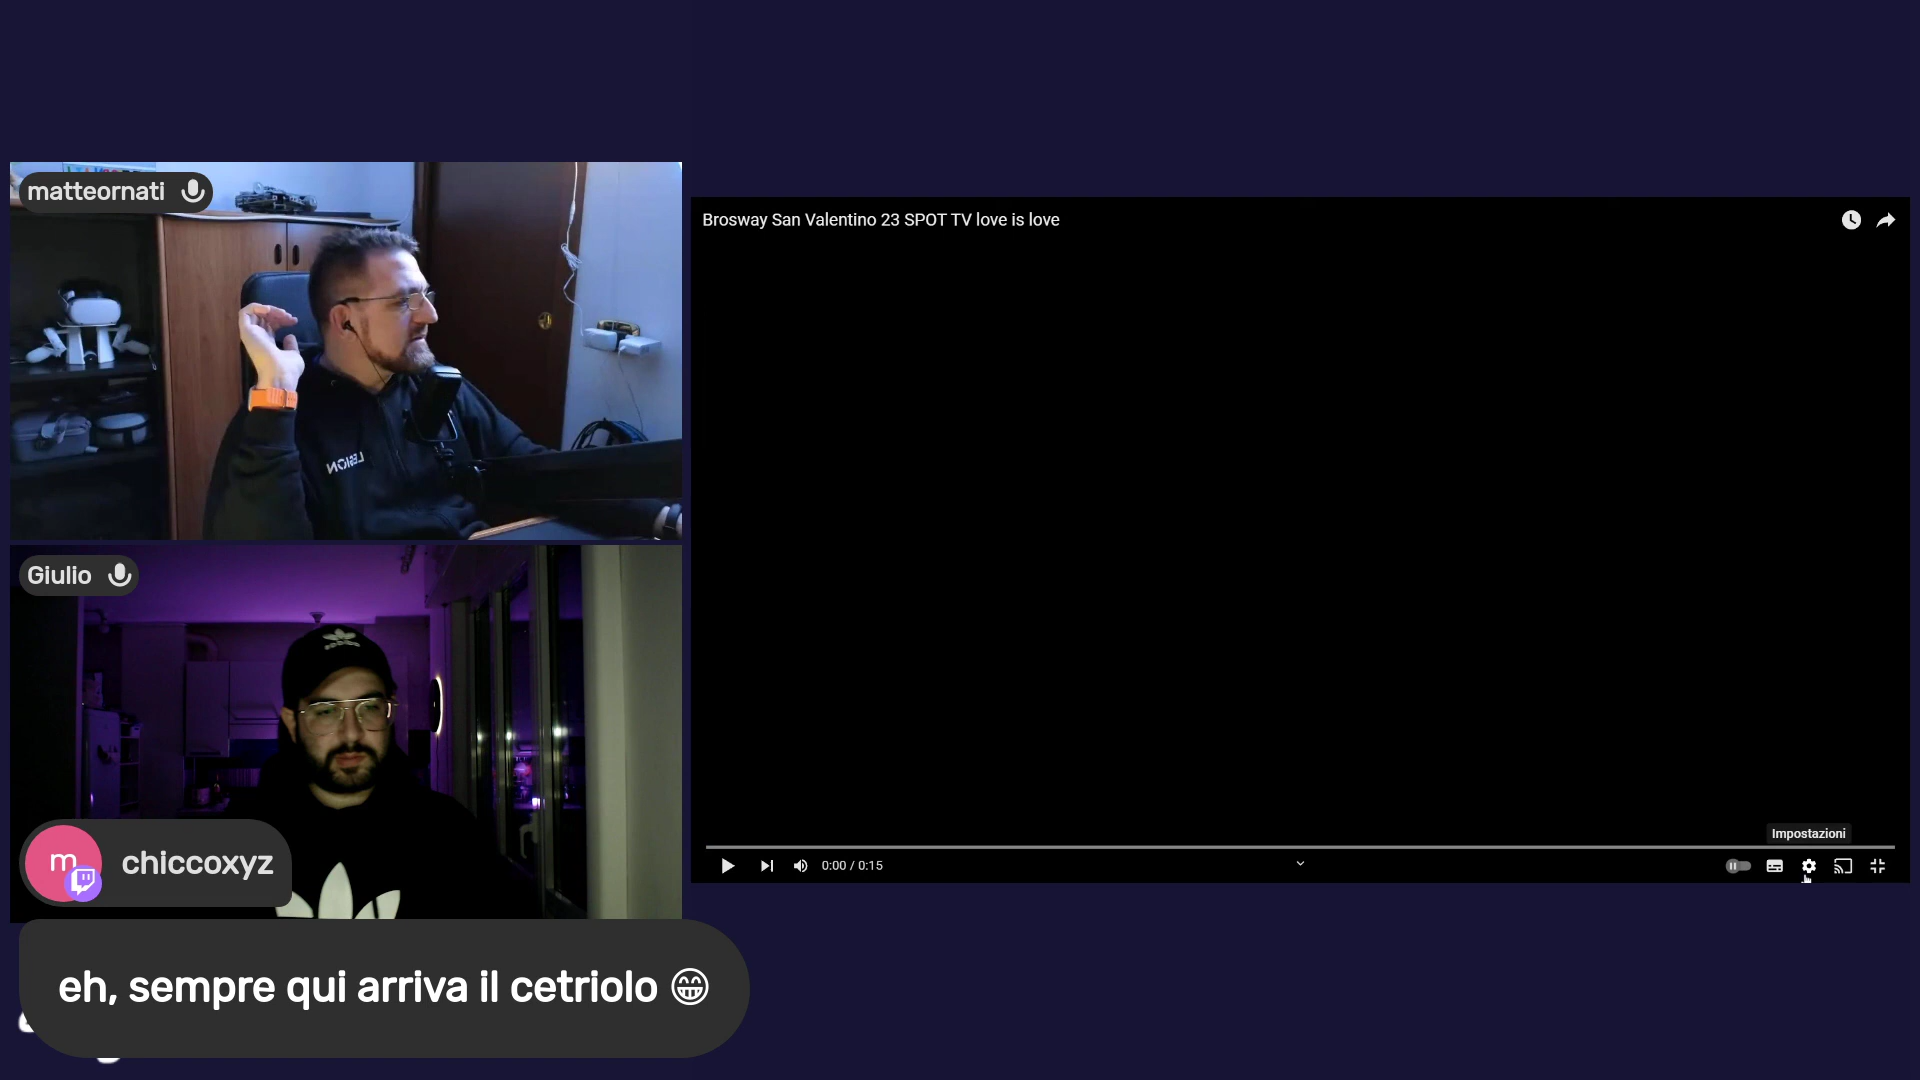 matteornati
LEGION
Giulio
m
chiccoxyz
eh, sempre qui arriva il cetriolo 😁
Brosway San Valentino 23 SPOT TV love is love
Impostazioni
0:00 / 0:15